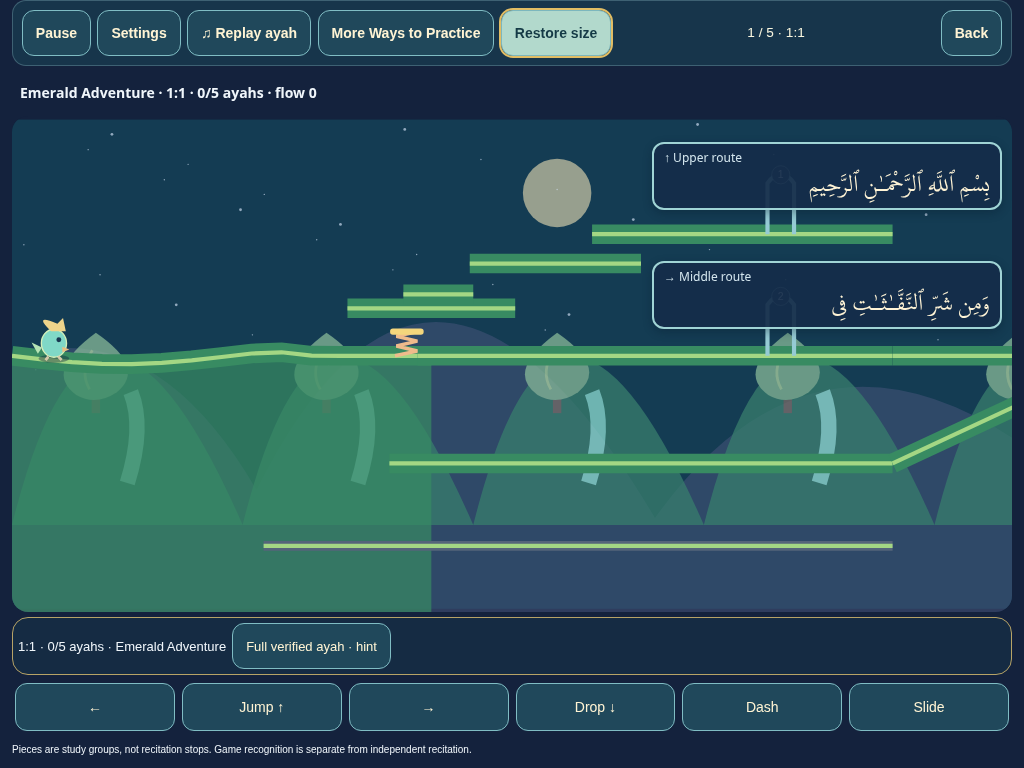 Pause Settings ♫ Replay ayah More Ways to Practice Restore size 1 / 5 · 1:1 Back
Emerald Adventure · 1:1 · 0/5 ayahs · flow 0
↑ Upper route
1
بِسْمِ ٱللَّهِ ٱلرَّحْمَـٰنِ ٱلرَّحِيمِ
→ Middle route
2
وَمِن شَرِّ ٱلنَّفَّـٰثَـٰتِ فِى
1:1 · 0/5 ayahs · Emerald Adventure Full verified ayah · hint
← Jump ↑ → Drop ↓ Dash Slide
Pieces are study groups, not recitation stops. Game recognition is separate from independent recitation.